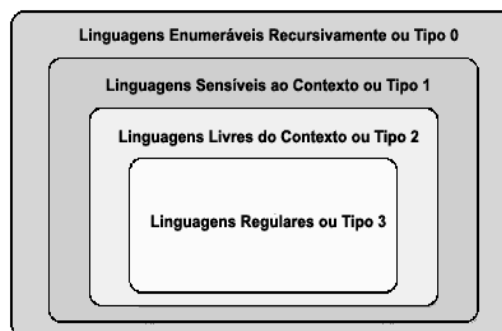 Linguagens Enumeráveis Recursivamente ou Tipo 0
Linguagens Sensíveis ao Contexto ou Tipo 1
Linguagens Livres do Contexto ou Tipo 2
Linguagens Regulares ou Tipo 3